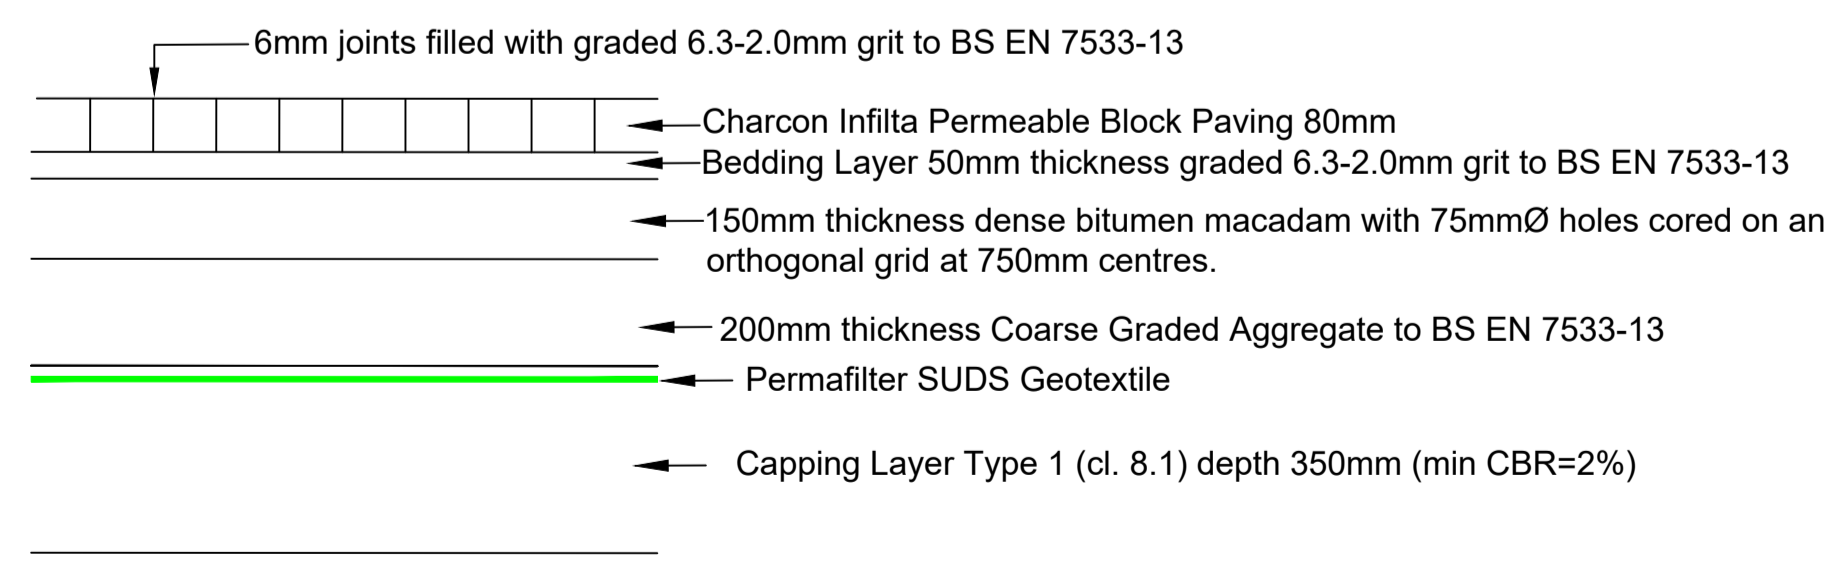 6mm joints filled with graded 6.3-2.0mm grit to BS EN 7533-13
Charcon Infilta Permeable Block Paving 80mm
Bedding Layer 50mm thickness graded 6.3-2.0mm grit to BS EN 7533-13
150mm thickness dense bitumen macadam with 75mmØ holes cored on an
orthogonal grid at 750mm centres.
200mm thickness Coarse Graded Aggregate to BS EN 7533-13
Permafilter SUDS Geotextile
Capping Layer Type 1 (cl. 8.1) depth 350mm (min CBR=2%)